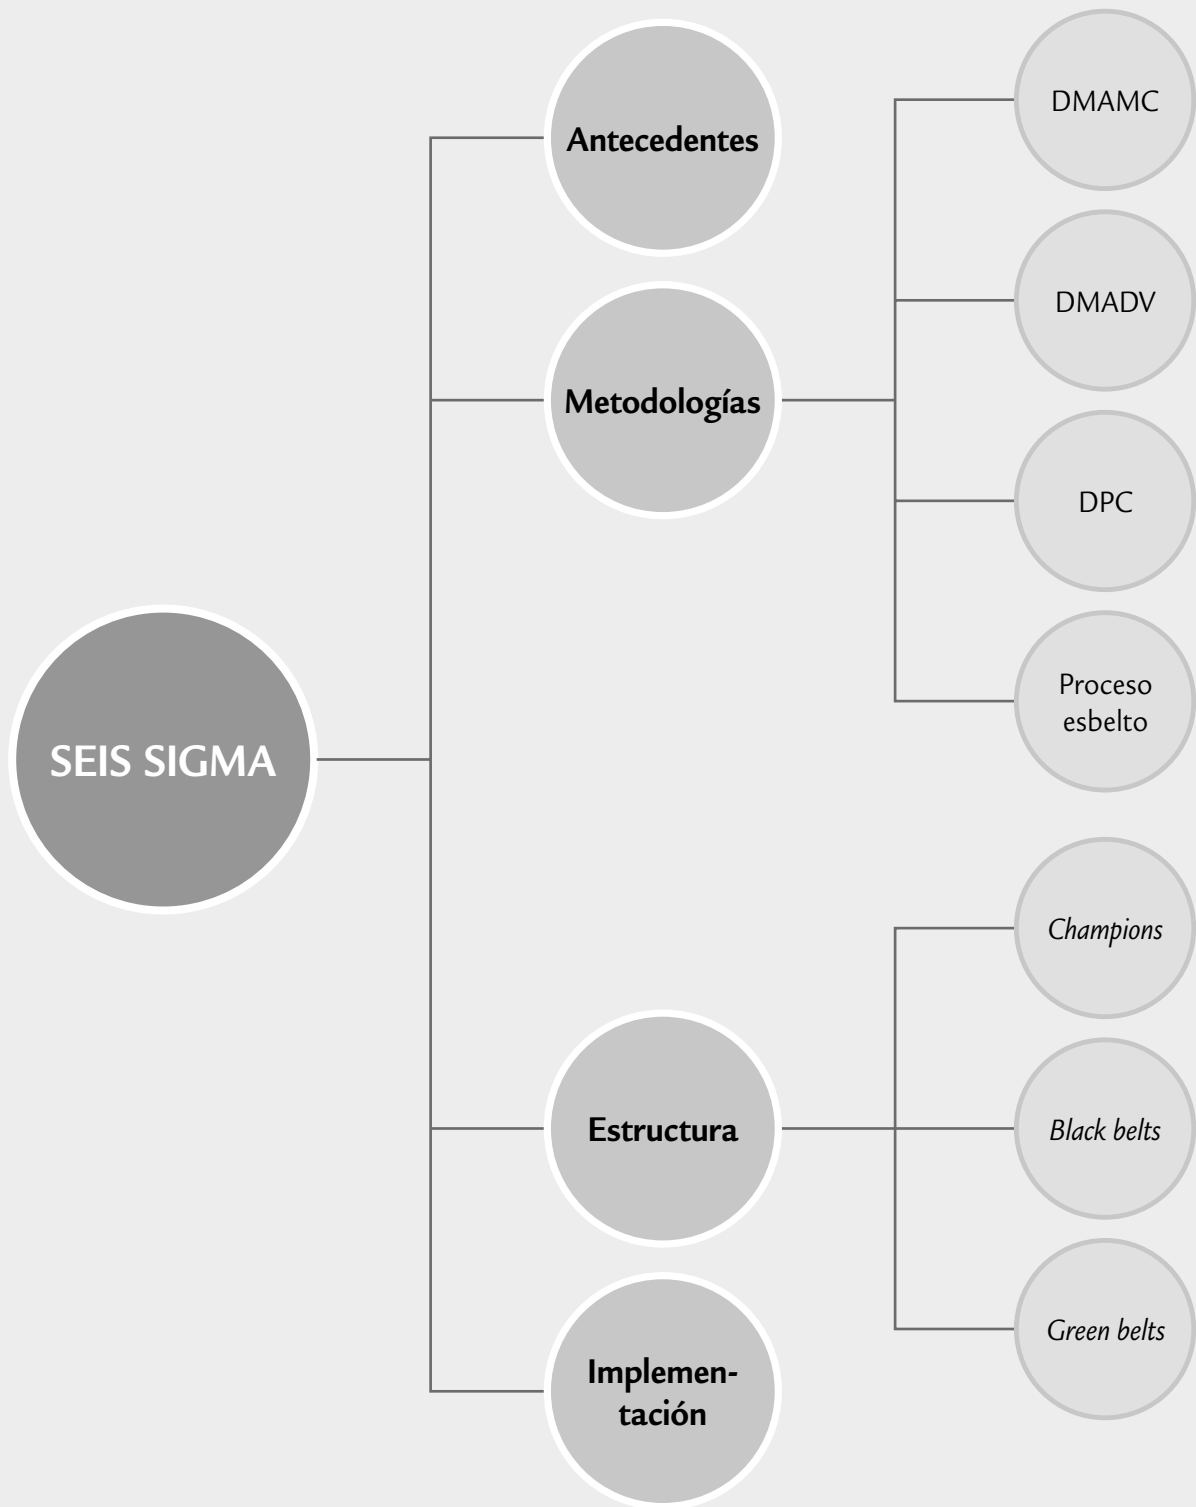 SEIS SIGMA
Antecedentes
Metodologías
DMAMC
DMADV
DPC
Proceso
esbelto
Estructura
Champions
Black belts
Green belts
Implemen-
tación